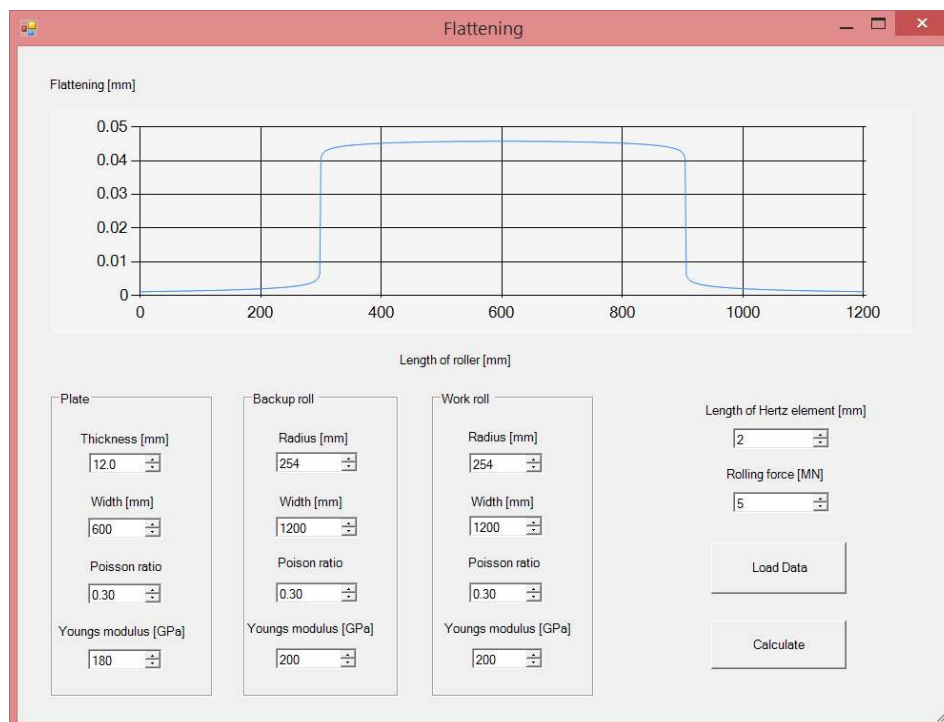 Flattening
Flattening [mm]
0.05
0.04
0.03
0.02
0.01
0
0 200 400 600 800 1000 1200
Length of roller [mm]
Plate
Thickness [mm]
12.0
Width [mm]
600
Poisson ratio
0.30
Youngs modulus [GPa]
180
Backup roll
Radius [mm]
254
Width [mm]
1200
Poison ratio
0.30
Youngs modulus [GPa]
200
Work roll
Radius [mm]
254
Width [mm]
1200
Poisson ratio
0.30
Youngs modulus [GPa]
200
Length of Hertz element [mm]
2
Rolling force [MN]
5
Load Data
Calculate